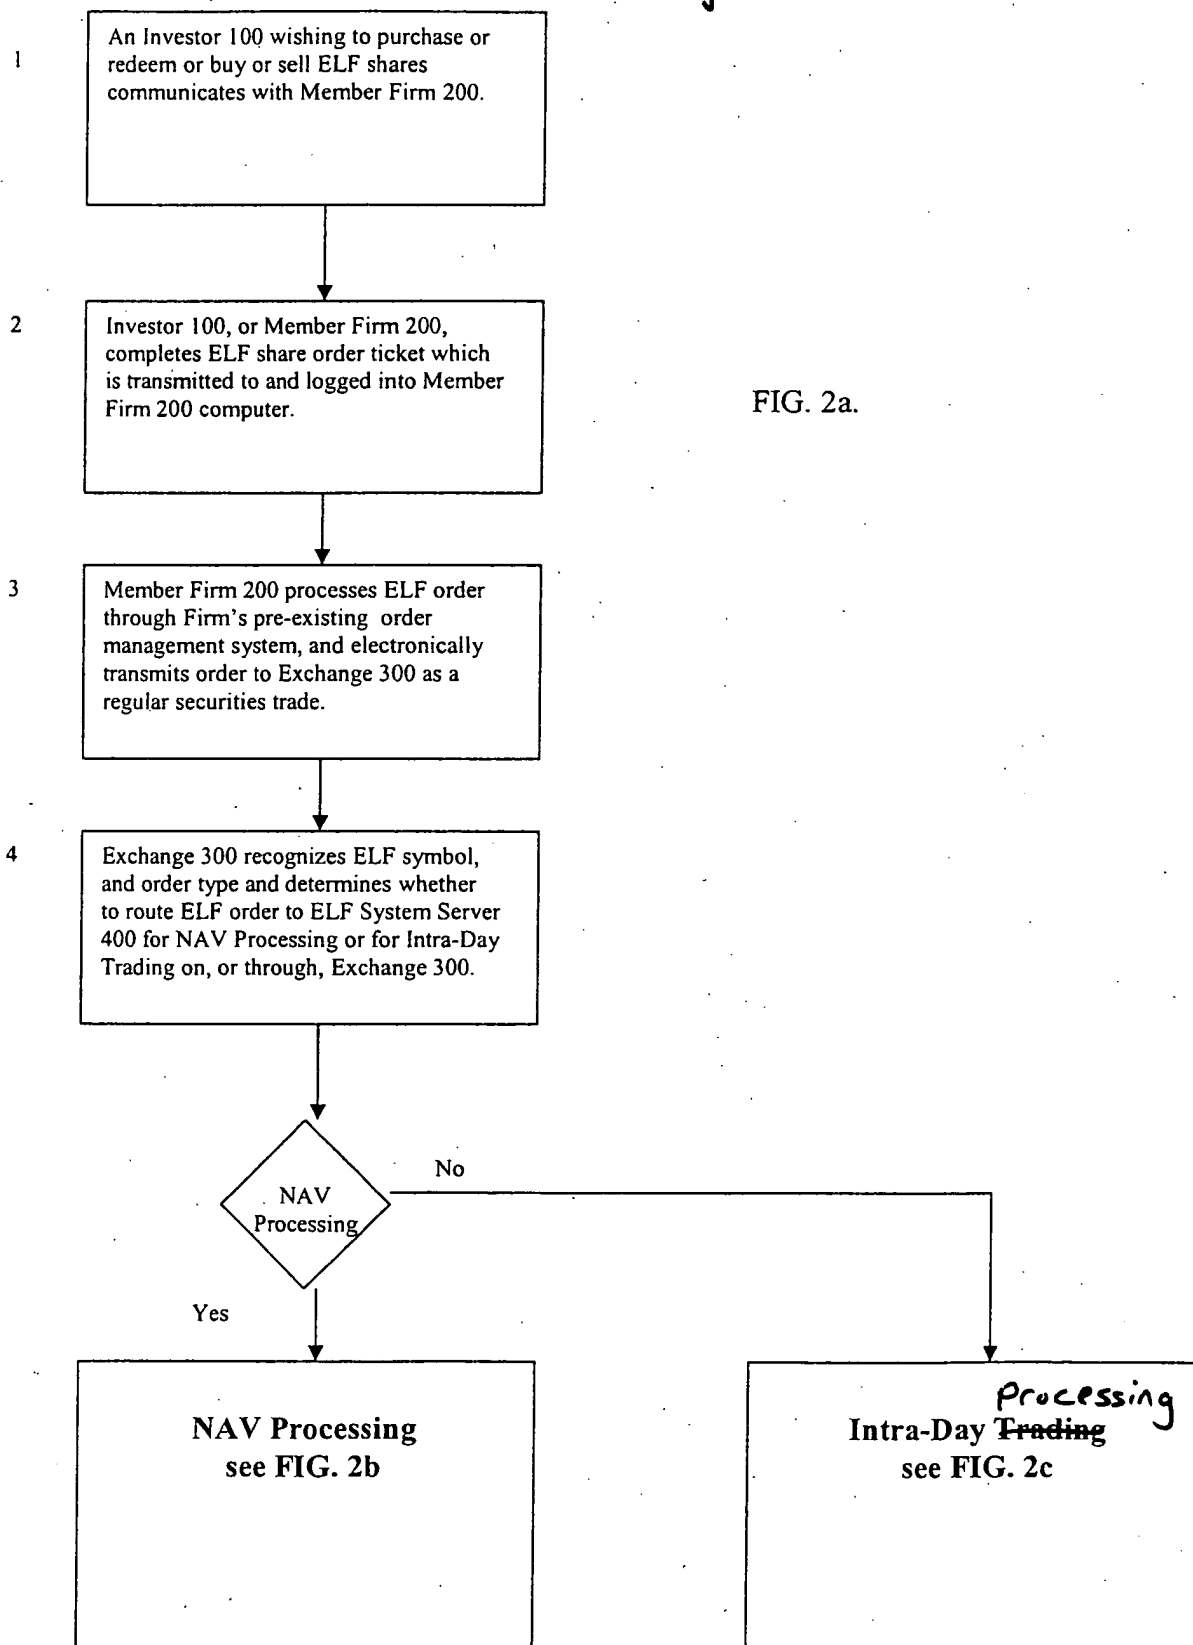 1
An Investor 100 wishing to purchase or
redeem or buy or sell ELF shares
communicates with Member Firm 200.
2
Investor 100, or Member Firm 200,
completes ELF share order ticket which
is transmitted to and logged into Member
Firm 200 computer.
FIG. 2a.
3
Member Firm 200 processes ELF order
through Firm's pre-existing order
management system, and electronically
transmits order to Exchange 300 as a
regular securities trade.
4
Exchange 300 recognizes ELF symbol,
and order type and determines whether
to route ELF order to ELF System Server
400 for NAV Processing or for Intra-Day
Trading on, or through, Exchange 300.
No
NAV
Processing
Yes
NAV Processing
see FIG. 2b
Processing
Intra-Day Trading
see FIG. 2c